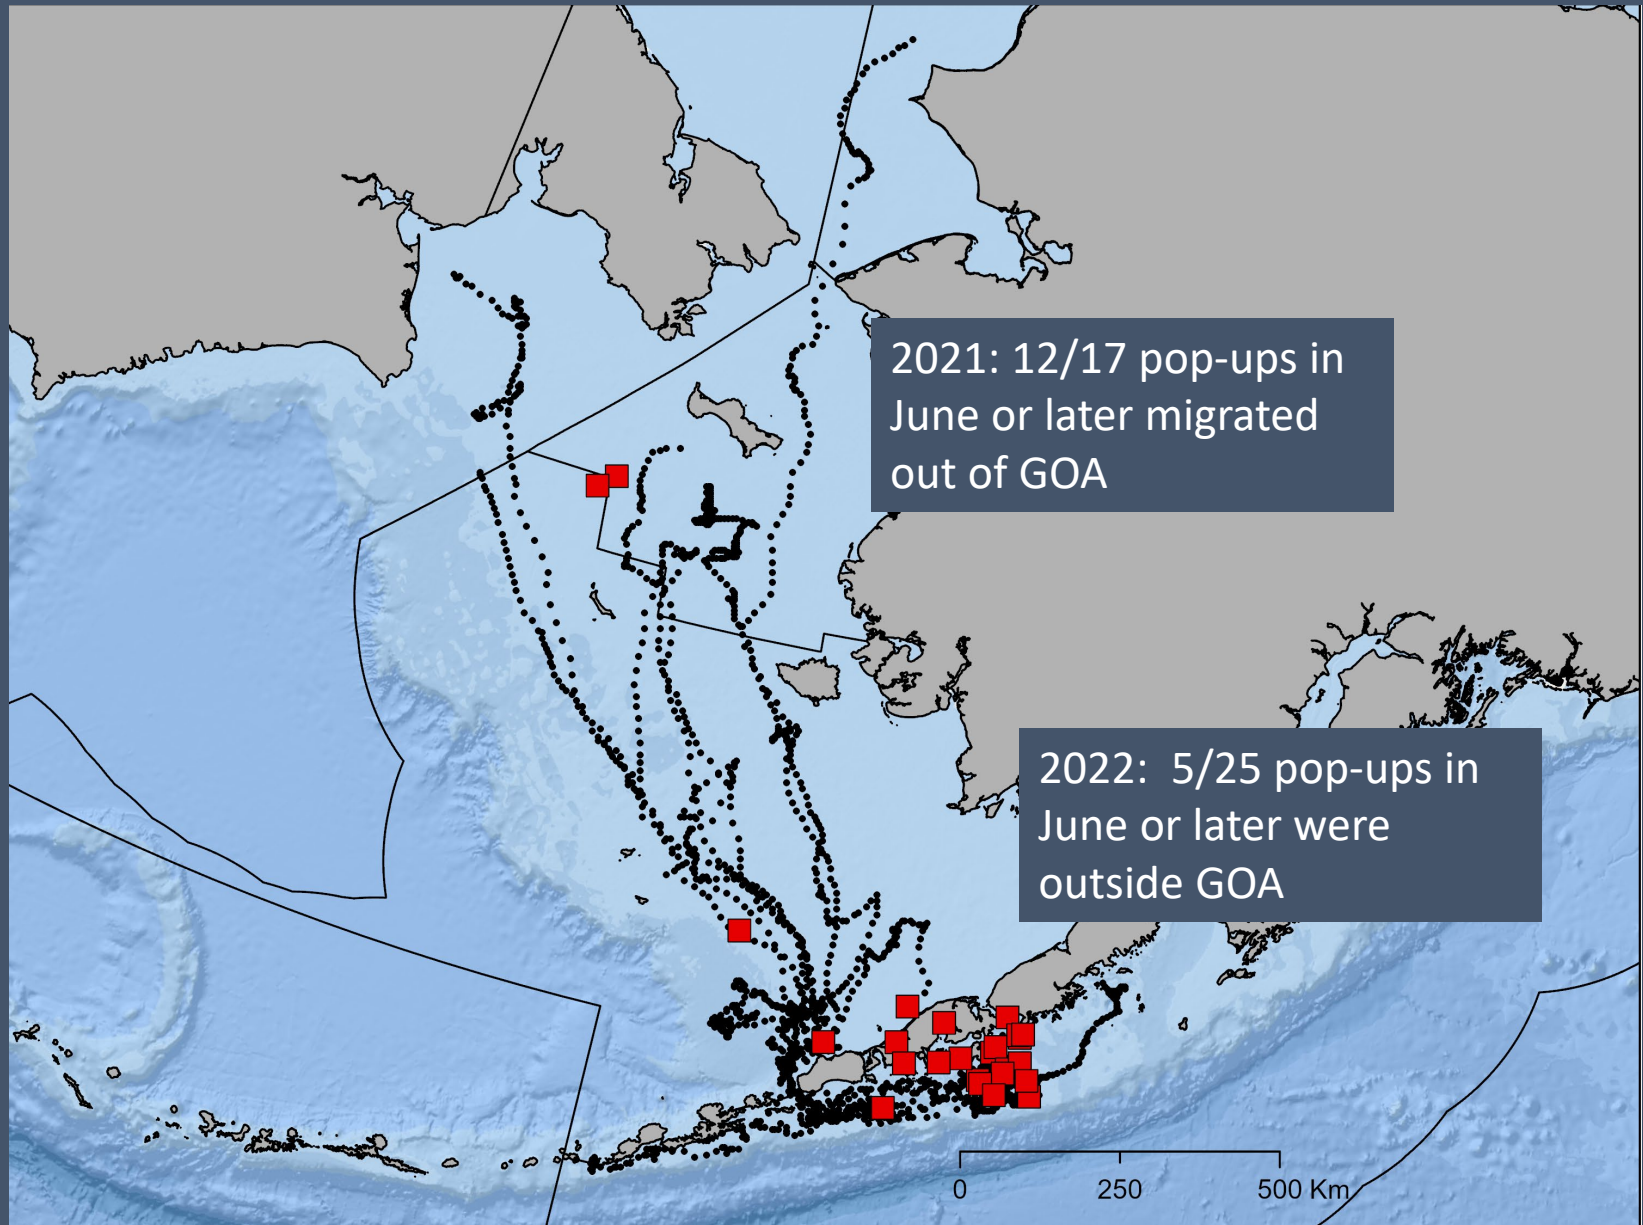 2021: 12/17 pop-ups in
June or later migrated
out of GOA
2022:  5/25 pop-ups in
June or later were
outside GOA
0 250 500 Km